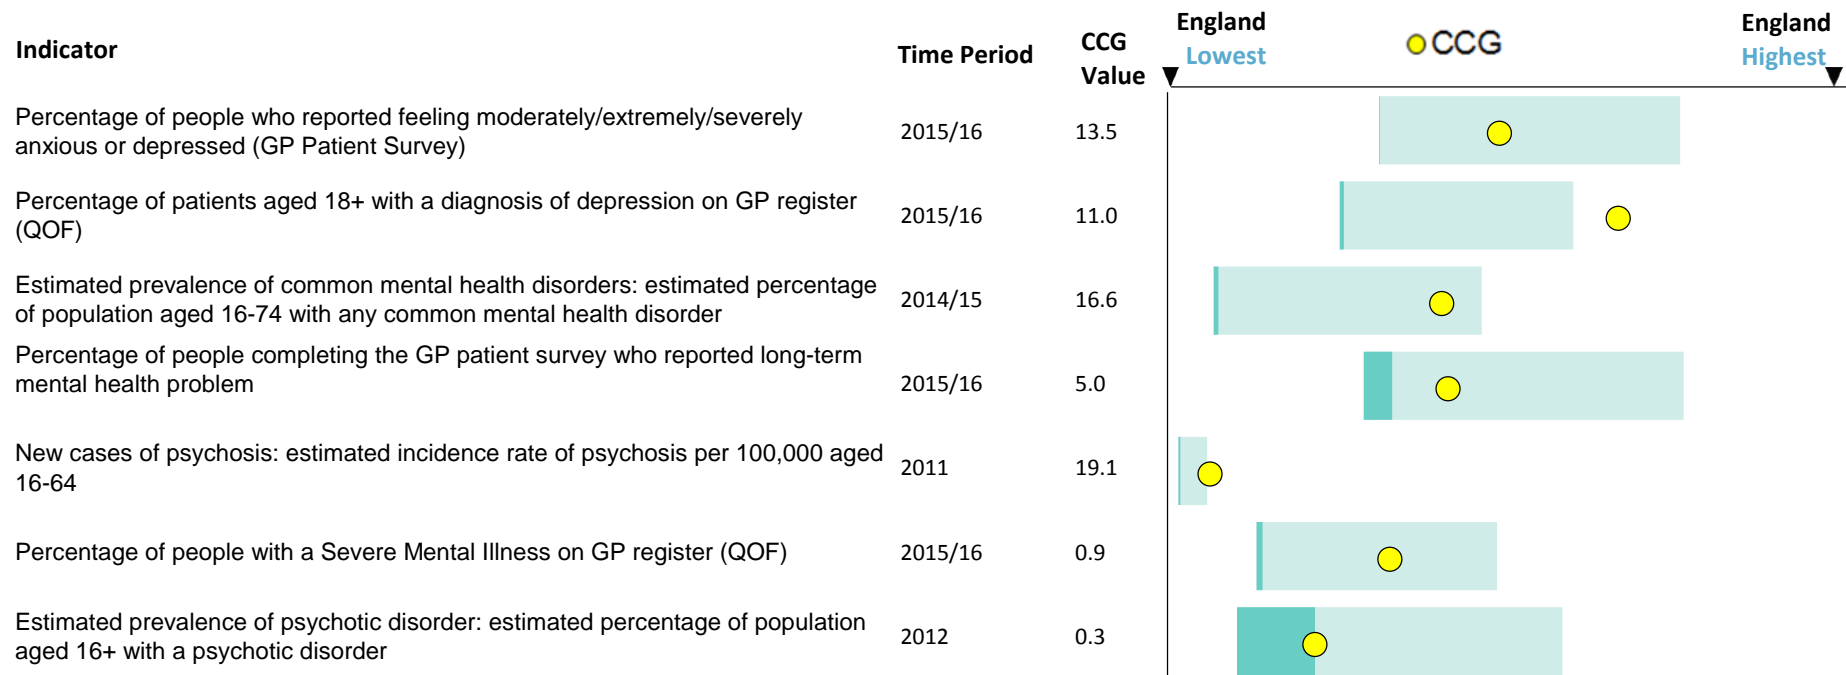 Indicator
Time Period
CCG
Value
England
Lowest
CCG
England
Highest
Percentage of people who reported feeling moderately/extremely/severely
anxious or depressed (GP Patient Survey)
2015/16
13.5
Percentage of patients aged 18+ with a diagnosis of depression on GP register
(QOF)
2015/16
11.0
Estimated prevalence of common mental health disorders: estimated percentage
of population aged 16-74 with any common mental health disorder
2014/15
16.6
Percentage of people completing the GP patient survey who reported long-term
mental health problem
2015/16
5.0
New cases of psychosis: estimated incidence rate of psychosis per 100,000 aged
16-64
2011
19.1
Percentage of people with a Severe Mental Illness on GP register (QOF)
2015/16
0.9
Estimated prevalence of psychotic disorder: estimated percentage of population
aged 16+ with a psychotic disorder
2012
0.3